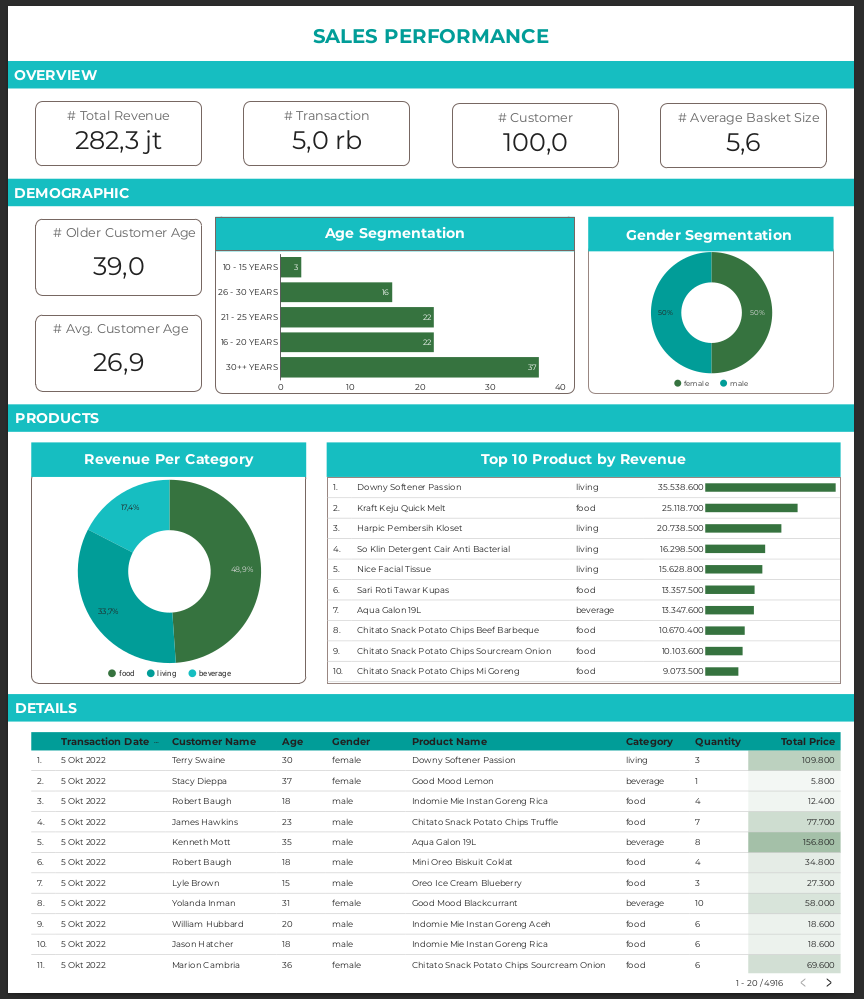 SALES PERFORMANCE
OVERVIEW
# Total Revenue
282,3 jt
# Transaction
5,0 rb
# Customer
100,0
# Average Basket Size
5,6
DEMOGRAPHIC
# Older Customer Age
39,0
# Avg. Customer Age
26,9
Age Segmentation
10 - 15 YEARS 3
26 - 30 YEARS 16
21 - 25 YEARS 22
16 - 20 YEARS 22
30++ YEARS 37
0 10 20 30 40
Gender Segmentation
50% 50%
female male
PRODUCTS
Revenue Per Category
17,4%
48,9%
33,7%
food living beverage
Top 10 Product by Revenue
1. Downy Softener Passion living 35.538.600
2. Kraft Keju Quick Melt food 25.118.700
3. Harpic Pembersih Kloset living 20.738.500
4. So Klin Detergent Cair Anti Bacterial living 16.298.500
5. Nice Facial Tissue living 15.628.800
6. Sari Roti Tawar Kupas food 13.357.500
7. Aqua Galon 19L beverage 13.347.600
8. Chitato Snack Potato Chips Beef Barbeque food 10.670.400
9. Chitato Snack Potato Chips Sourcream Onion food 10.103.600
10. Chitato Snack Potato Chips Mi Goreng food 9.073.500
DETAILS
Transaction Date Customer Name Age Gender Product Name Category Quantity Total Price
1. 5 Okt 2022 Terry Swaine 30 female Downy Softener Passion living 3 109.800
2. 5 Okt 2022 Stacy Dieppa 37 female Good Mood Lemon beverage 1 5.800
3. 5 Okt 2022 Robert Baugh 18 male Indomie Mie Instan Goreng Rica food 4 12.400
4. 5 Okt 2022 James Hawkins 23 male Chitato Snack Potato Chips Truffle food 7 77.700
5. 5 Okt 2022 Kenneth Mott 35 male Aqua Galon 19L beverage 8 156.800
6. 5 Okt 2022 Robert Baugh 18 male Mini Oreo Biskuit Coklat food 4 34.800
7. 5 Okt 2022 Lyle Brown 15 male Oreo Ice Cream Blueberry food 3 27.300
8. 5 Okt 2022 Yolanda Inman 31 female Good Mood Blackcurrant beverage 10 58.000
9. 5 Okt 2022 William Hubbard 20 male Indomie Mie Instan Goreng Aceh food 6 18.600
10. 5 Okt 2022 Jason Hatcher 18 male Indomie Mie Instan Goreng Rica food 6 18.600
11. 5 Okt 2022 Marion Cambria 36 female Chitato Snack Potato Chips Sourcream Onion food 6 69.600
1 - 20 / 4916